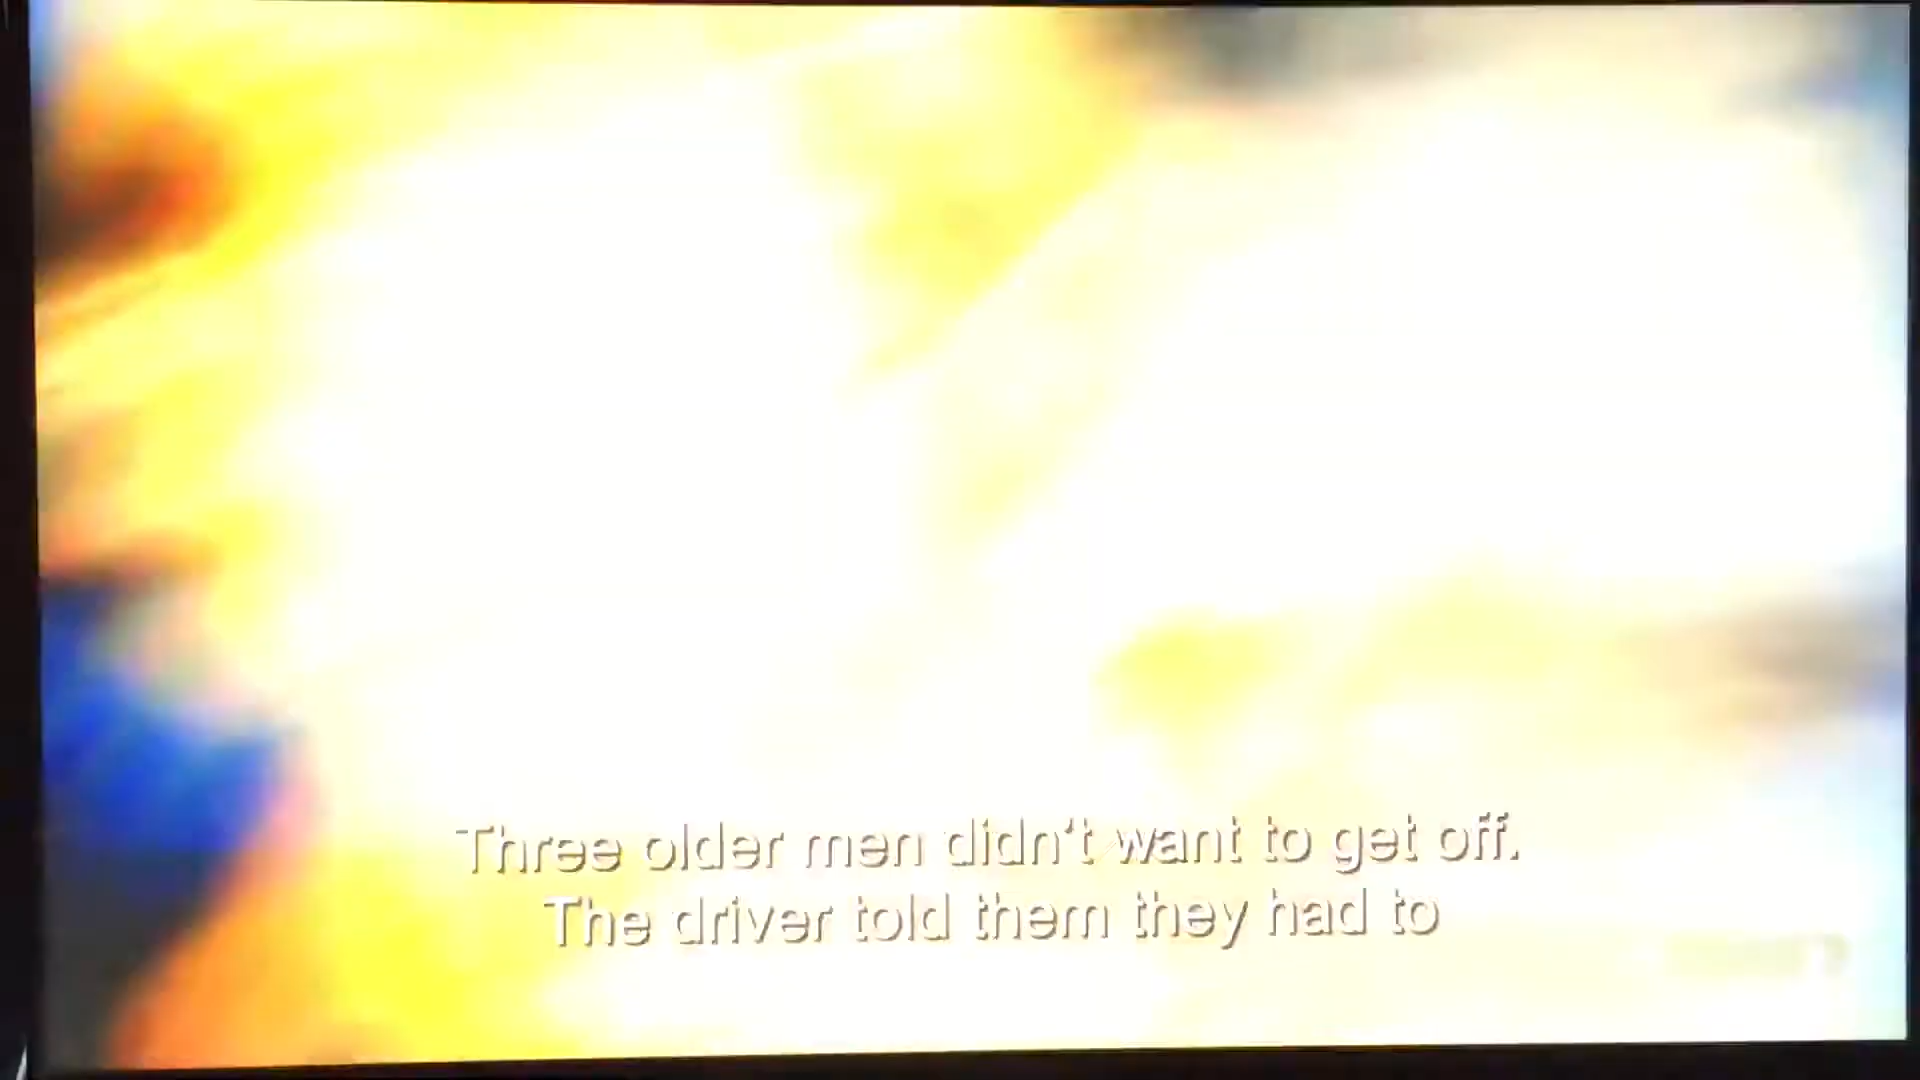 Three older men didn't want to get off.
The driver told them they had to